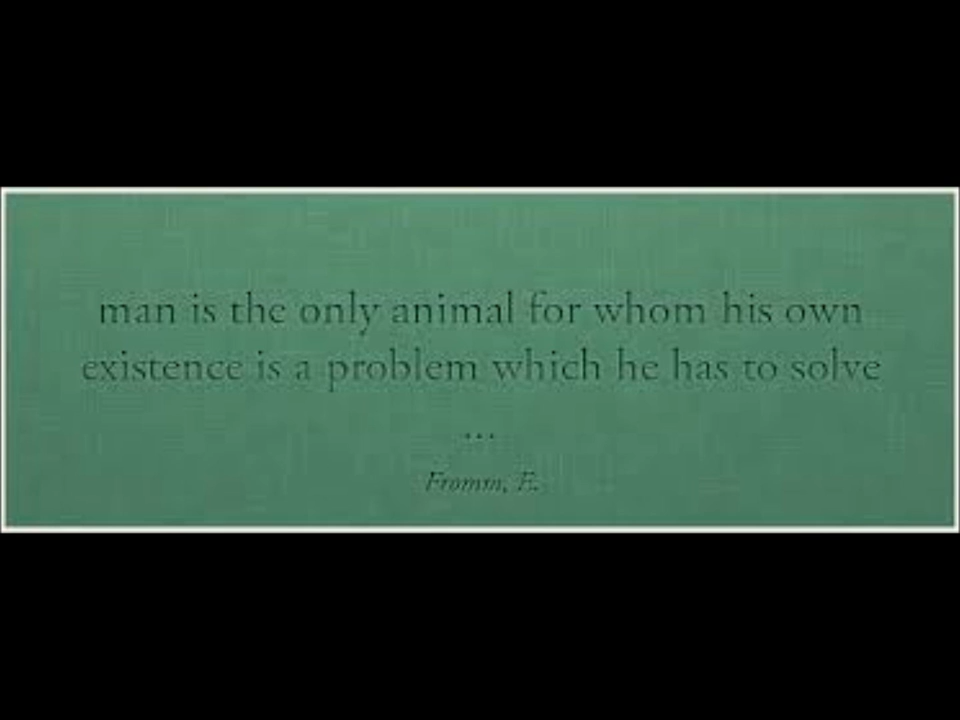 man is the only animal for whom his own
existence is a problem which he has to solve
...
Fromm, E.